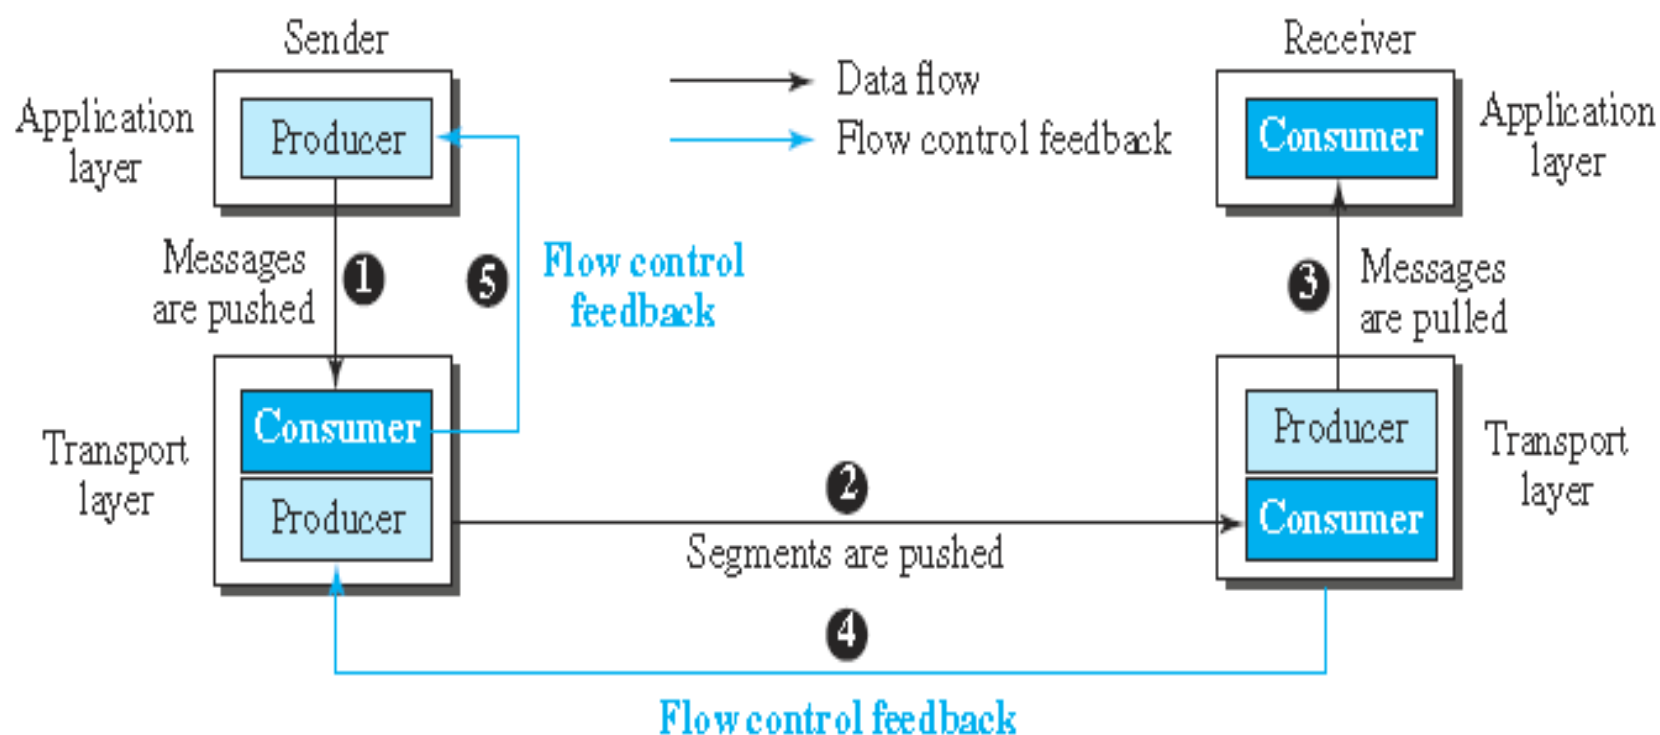 Sender
Receiver
Data flow
Flow control feedback
Application
layer
Producer
Consumer
Application
layer
Messages
are pushed
1
5
Flow control
feedback
3
Messages
are pulled
Transport
layer
Consumer
Producer
2
Segments are pushed
Producer
Consumer
Transport
layer
4
Flow control feedback